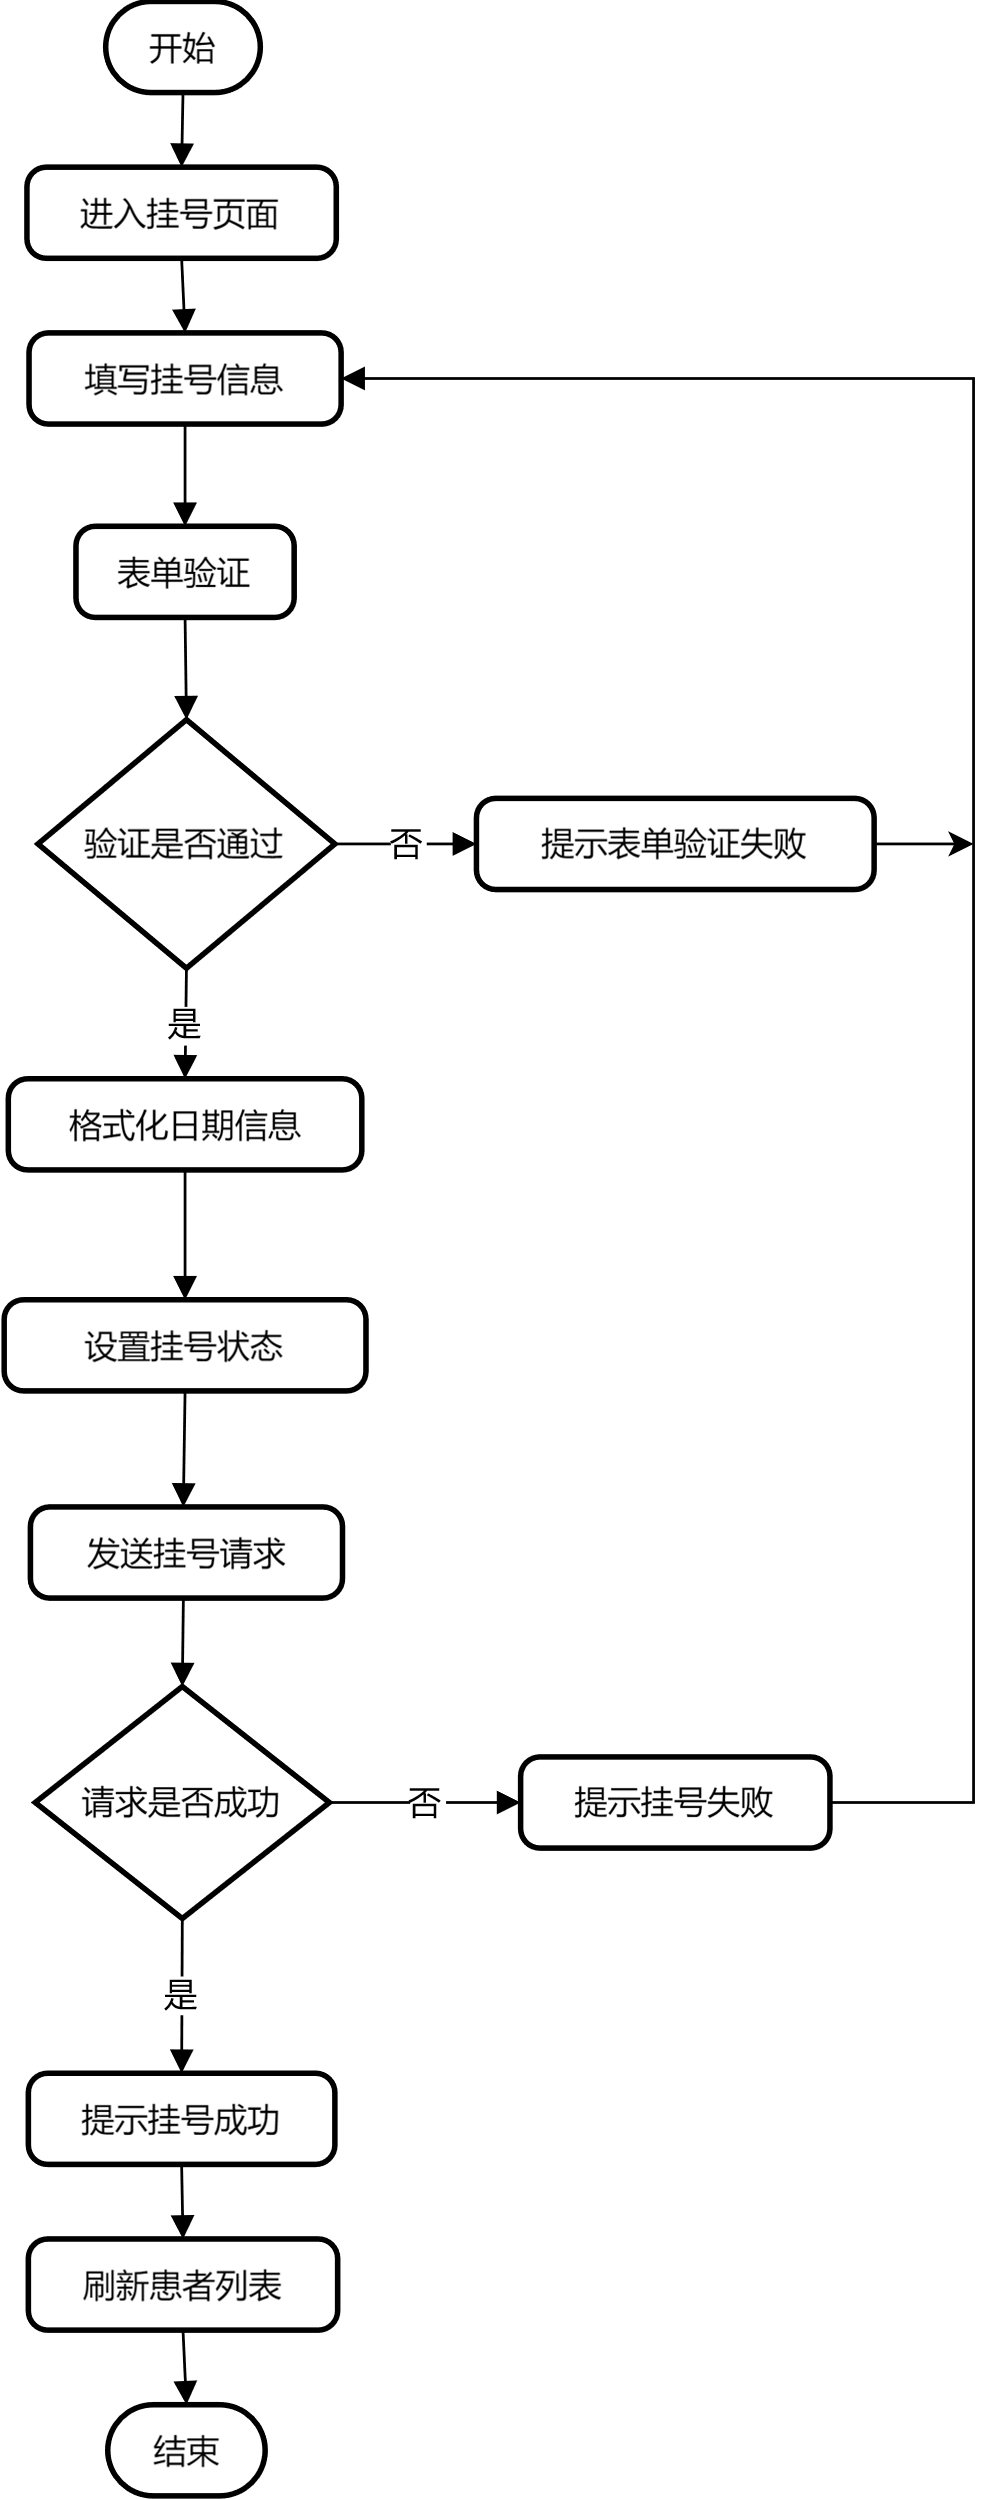 开始
进入挂号页面
填写挂号信息
表单验证
验证是否通过
否
提示表单验证失败
是
格式化日期信息
设置挂号状态
发送挂号请求
请求是否成功
否
提示挂号失败
是
提示挂号成功
刷新患者列表
结束